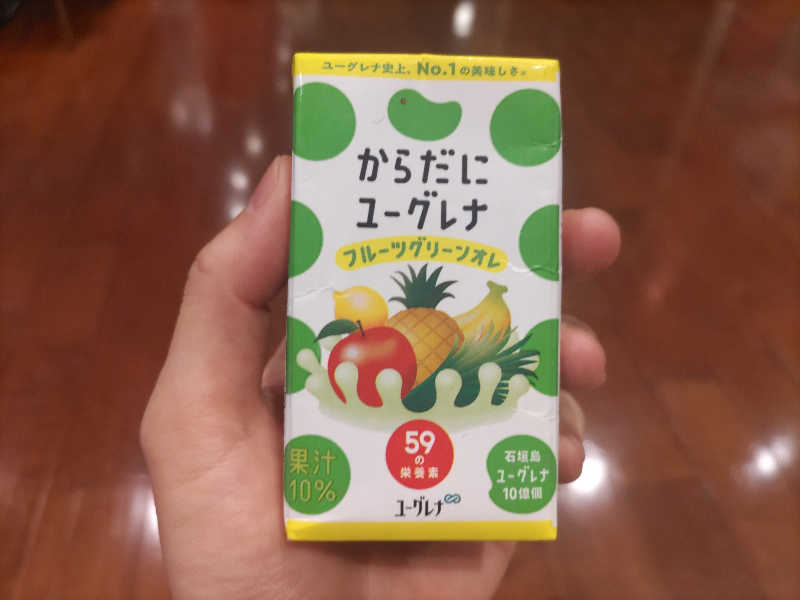 ユーグレナ史上、No.1の美味しさ※
からだに
ユーグレナ
フルーツグリーンオレ
果汁
10%
59
の
栄養素
石垣島
ユーグレナ
10億個
ユーグレナ